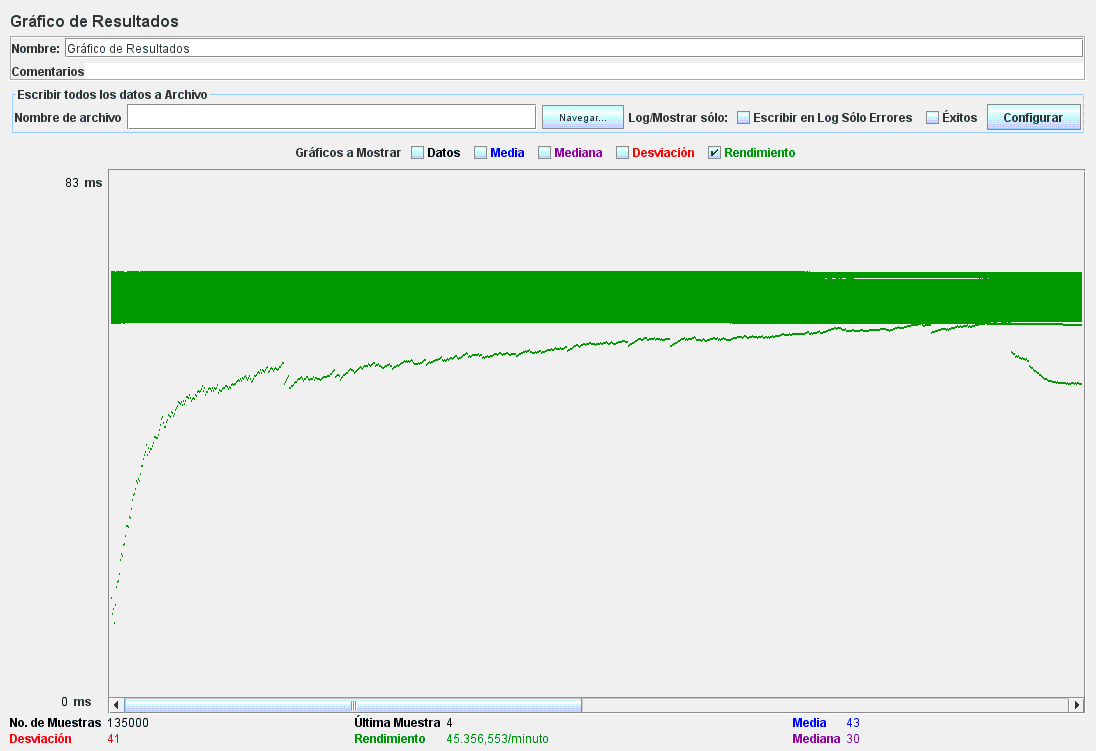 Gráfico de Resultados
Nombre: Gráfico de Resultados
Comentarios
Escribir todos los datos a Archivo
Nombre de archivo Navegar... Log/Mostrar sólo: Escribir en Log Sólo Errores Éxitos Configurar
Gráficos a Mostrar Datos Media Mediana Desviación Rendimiento
83 ms
0 ms
No. de Muestras 135000 Última Muestra 4 Media 43
Desviación 41 Rendimiento 45.356,553/minuto Mediana 30